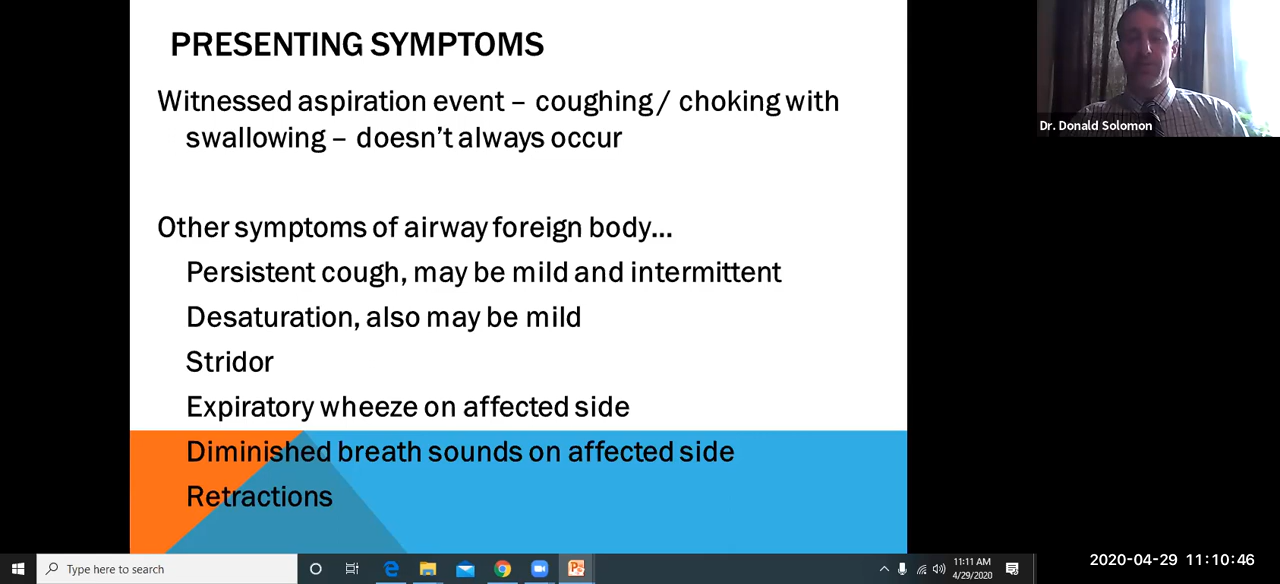 PRESENTING SYMPTOMS
Witnessed aspiration event – coughing / choking with
swallowing – doesn't always occur
Other symptoms of airway foreign body...
Persistent cough, may be mild and intermittent
Desaturation, also may be mild
Stridor
Expiratory wheeze on affected side
Diminished breath sounds on affected side
Retractions
Dr. Donald Solomon
Type here to search
11:11 AM
4/29/2020
2020-04-29 11:10:46